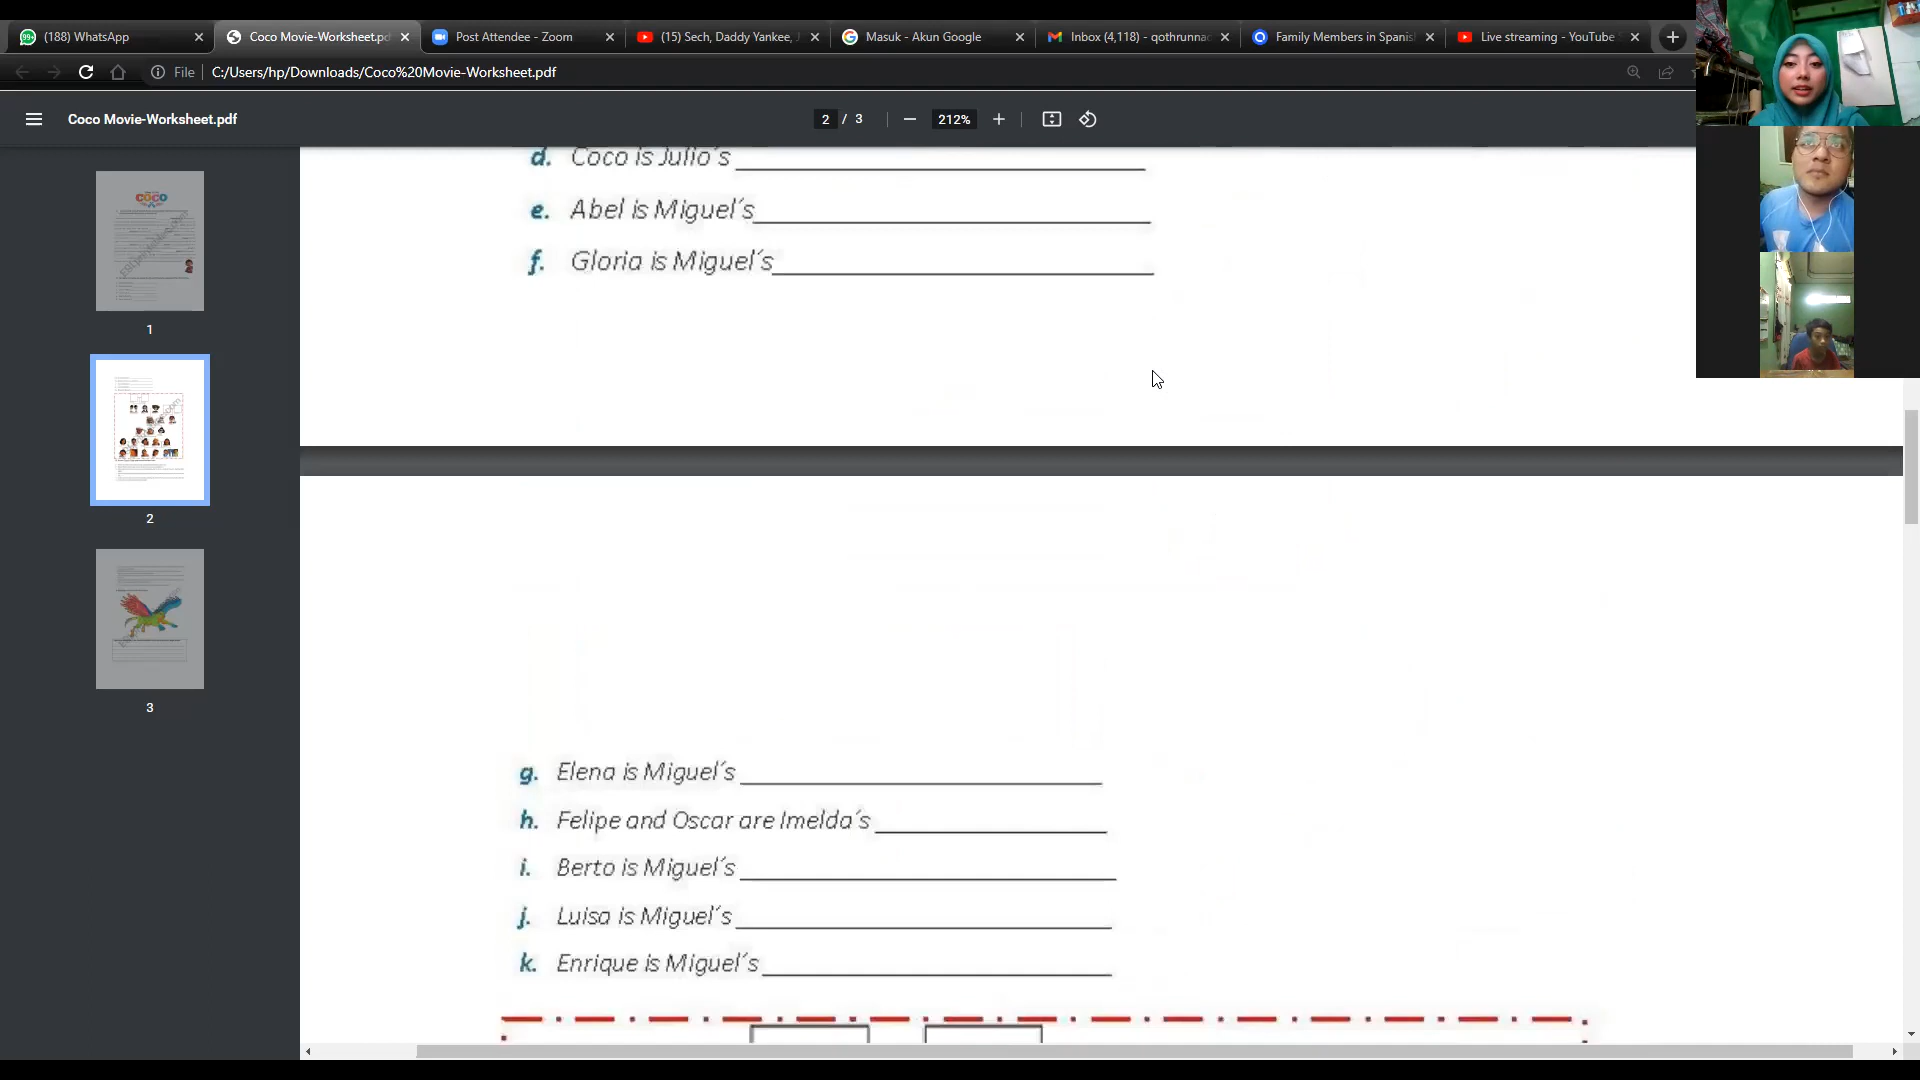 (188) WhatsApp
Coco Movie-Worksheet.pd
Post Attendee - Zoom
(15) Sech, Daddy Yankee, J
Masuk - Akun Google
Inbox (4,118) - qothrunnad
Family Members in Spanis
Live streaming - YouTube
File
C:/Users/hp/Downloads/Coco%20Movie-Worksheet.pdf
Coco Movie-Worksheet.pdf
2 / 3
212%
1
2
3
d. Coco is Julio´s
e. Abel is Miguel´s
f. Gloria is Miguel´s
g. Elena is Miguel´s
h. Felipe and Oscar are Imelda´s
i. Berto is Miguel´s
j. Luisa is Miguel´s
k. Enrique is Miguel´s